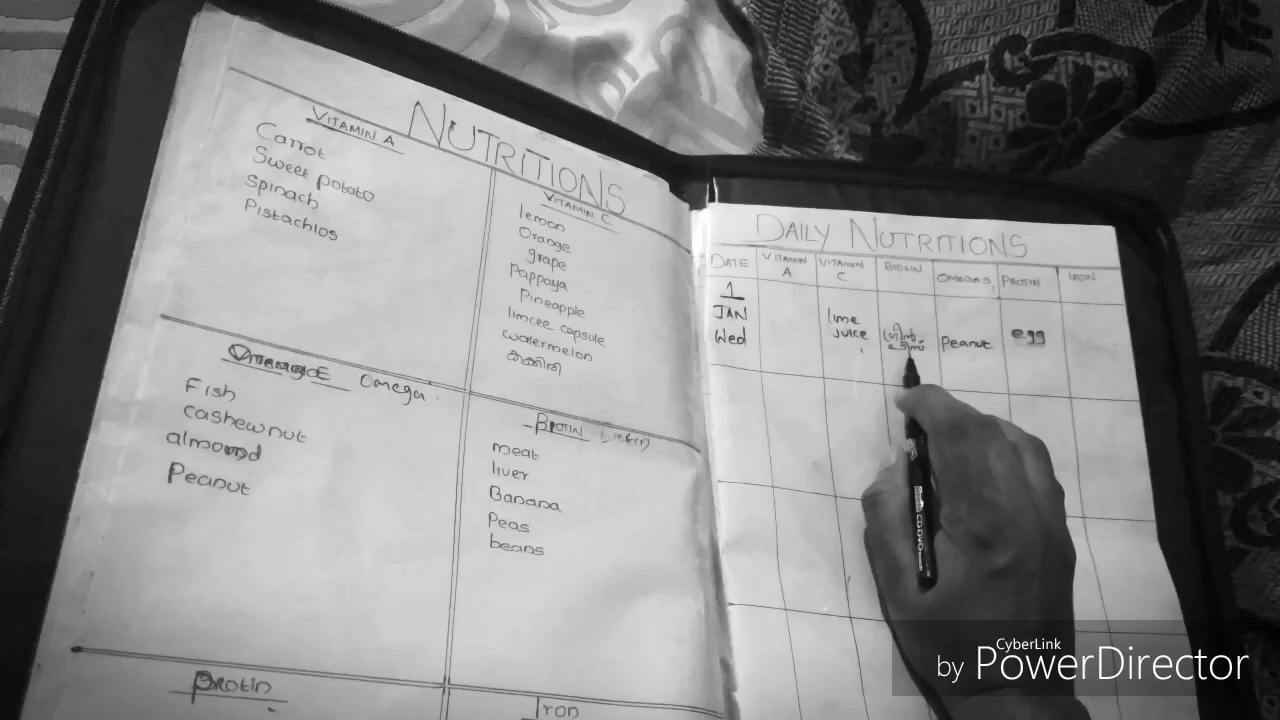 NUTRITIONS
VITAMIN A
Carrot
Sweet potato
Spinach
Pistachios
VITAMIN C
lemon
Orange
grape
Pappaya
Pineapple
limcee capsule
watermelon
Omega
Fish
cashewnut
almond
Peanut
BIOTIN
meat
liver
Banana
Peas
beans
Protin
Iron
DAILY NUTRITIONS
DATE VITAMIN A VITAMIN C BIOTIN OMEGA 3 PROTIN IRON
1
JAN
Wed
lime
juice
ഗ്രീൻ
പീസ്
Peanut
egg
CyberLink
by PowerDirector